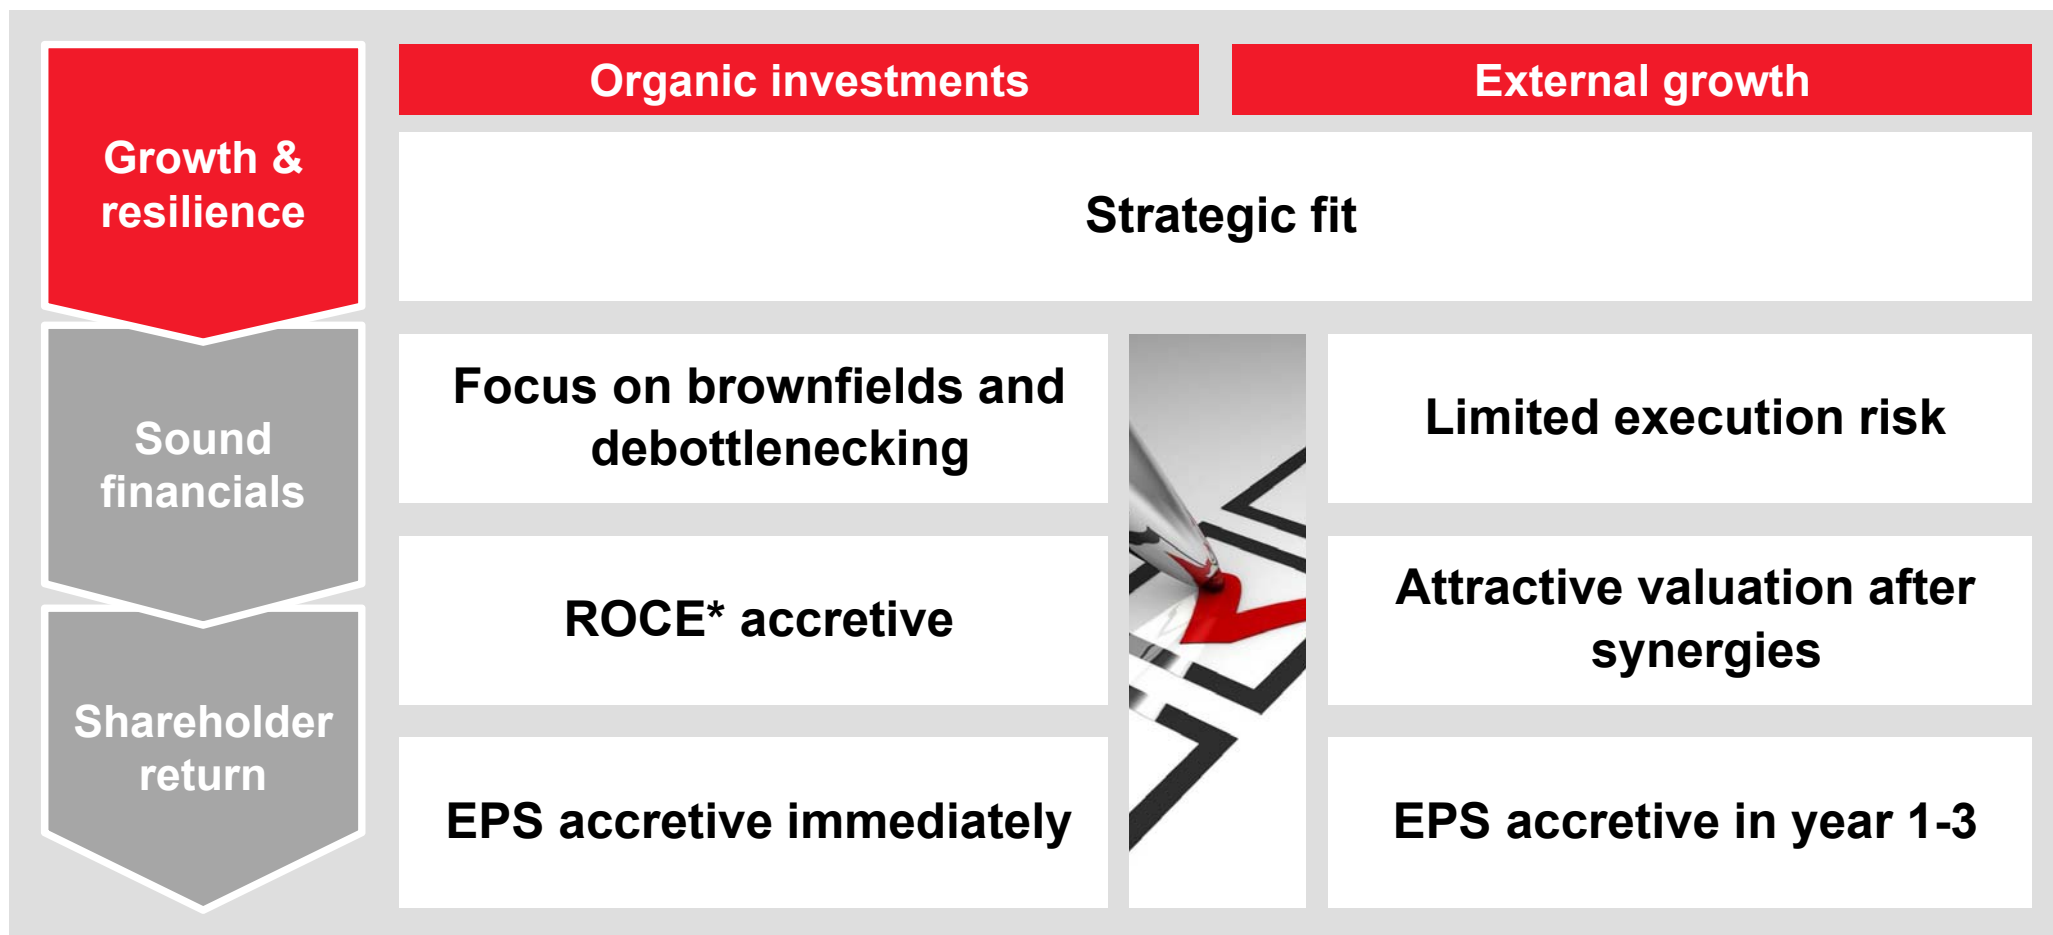 Organic investments
External growth
Growth &
resilience
Strategic fit
Sound
financials
Focus on brownfields and
debottlenecking
Limited execution risk
ROCE* accretive
Attractive valuation after
synergies
Shareholder
return
EPS accretive immediately
EPS accretive in year 1-3